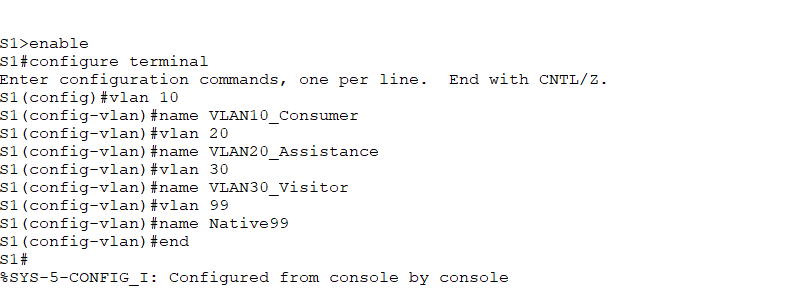 S1>enable
S1#configure terminal
Enter configuration commands, one per line.  End with CNTL/Z.
S1(config)#vlan 10
S1(config-vlan)#name VLAN10_Consumer
S1(config-vlan)#vlan 20
S1(config-vlan)#name VLAN20_Assistance
S1(config-vlan)#vlan 30
S1(config-vlan)#name VLAN30_Visitor
S1(config-vlan)#vlan 99
S1(config-vlan)#name Native99
S1(config-vlan)#end
S1#
%SYS-5-CONFIG_I: Configured from console by console